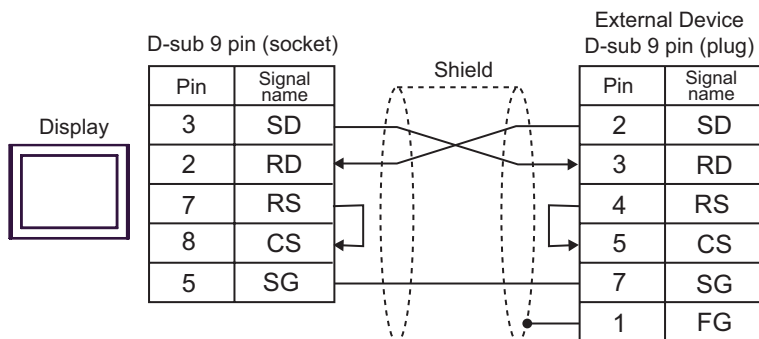 External Device
D-sub 9 pin (socket)
D-sub 9 pin (plug)
Shield
Display
Pin Signal name
3 SD
2 RD
7 RS
8 CS
5 SG
Pin Signal name
2 SD
3 RD
4 RS
5 CS
7 SG
1 FG